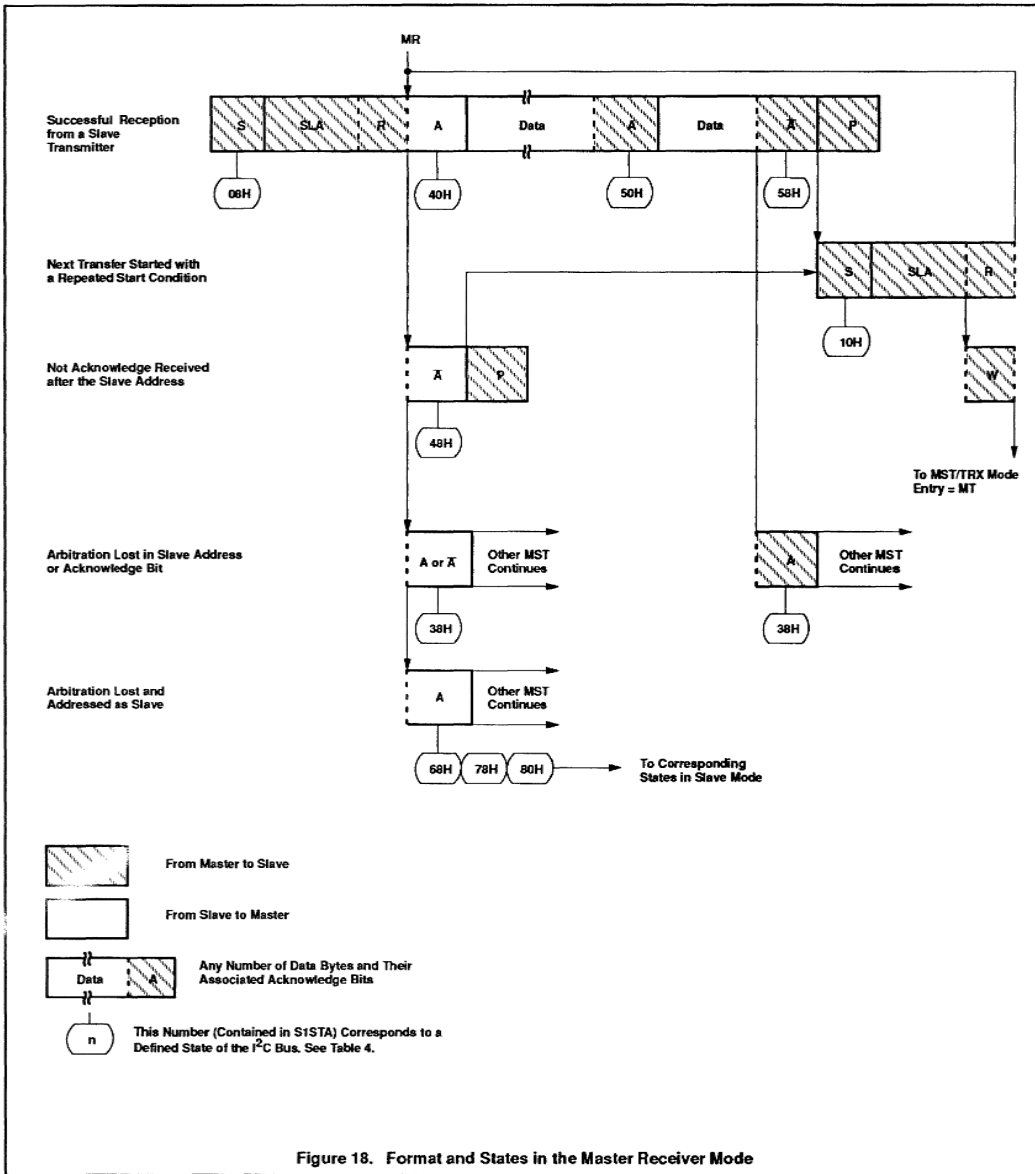 MR
Successful Reception
from a Slave
Transmitter
S SLA R A Data A Data A̅ P
08H 40H 50H 58H
Next Transfer Started with
a Repeated Start Condition
S SLA R
10H
Not Acknowledge Received
after the Slave Address
A̅ P W
48H
To MST/TRX Mode
Entry = MT
Arbitration Lost in Slave Address
or Acknowledge Bit
A or A̅
Other MST
Continues
A
Other MST
Continues
38H 38H
Arbitration Lost and
Addressed as Slave
A
Other MST
Continues
68H 78H 80H
To Corresponding
States in Slave Mode
From Master to Slave
From Slave to Master
Data A
Any Number of Data Bytes and Their
Associated Acknowledge Bits
n
This Number (Contained in S1STA) Corresponds to a
Defined State of the I²C Bus. See Table 4.
Figure 18. Format and States in the Master Receiver Mode